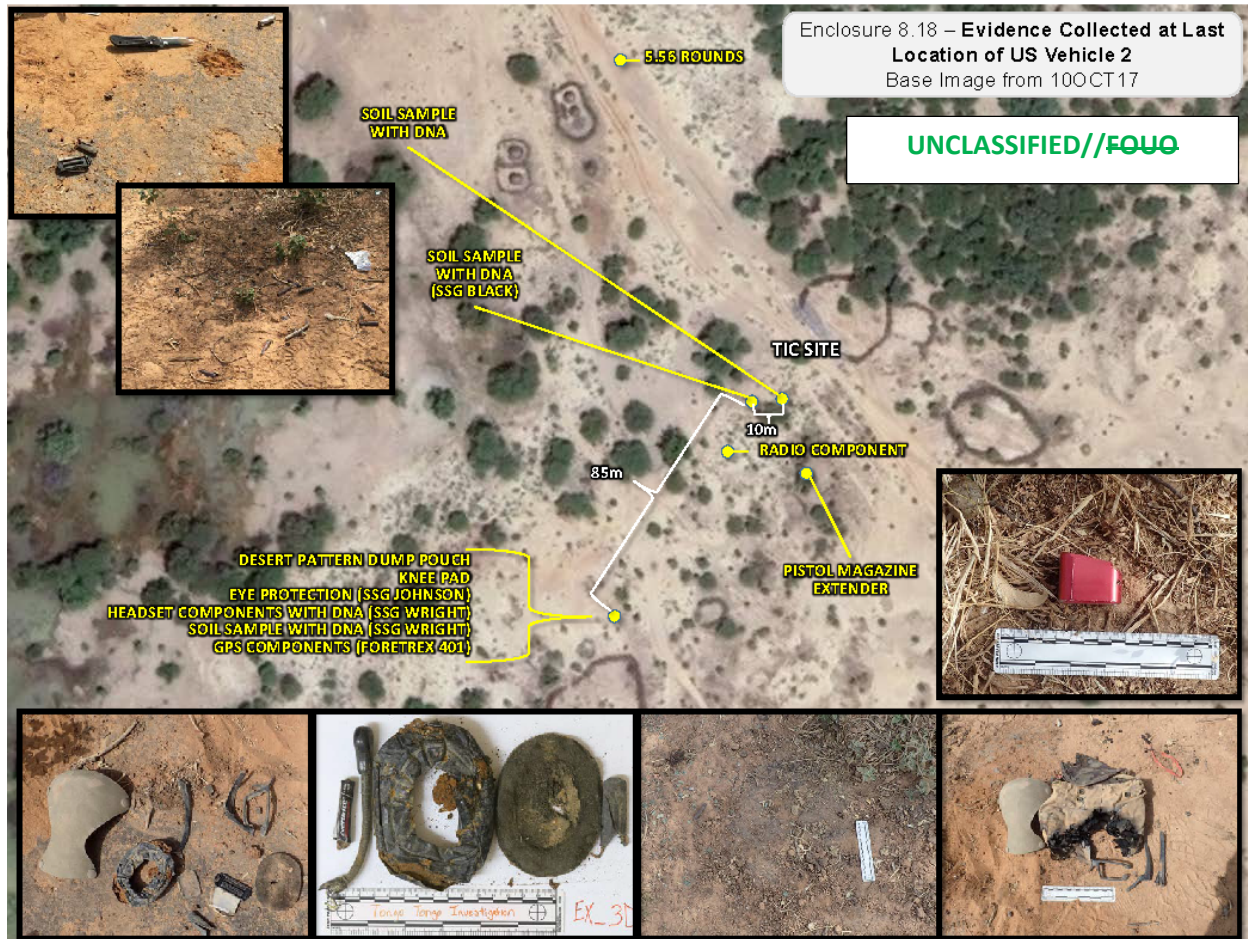 Enclosure 8.18 – Evidence Collected at Last
Location of US Vehicle 2
Base Image from 10OCT17
UNCLASSIFIED//FOUO
5.56 ROUNDS
SOIL SAMPLE
WITH DNA
SOIL SAMPLE
WITH DNA
(SSG BLACK)
TIC SITE
10m
RADIO COMPONENT
85m
PISTOL MAGAZINE
EXTENDER
DESERT PATTERN DUMP POUCH
KNEE PAD
EYE PROTECTION (SSG JOHNSON)
HEADSET COMPONENTS WITH DNA (SSG WRIGHT)
SOIL SAMPLE WITH DNA (SSG WRIGHT)
GPS COMPONENTS (FORETREX 401)
Tongo Tongo Investigation
EX_3D